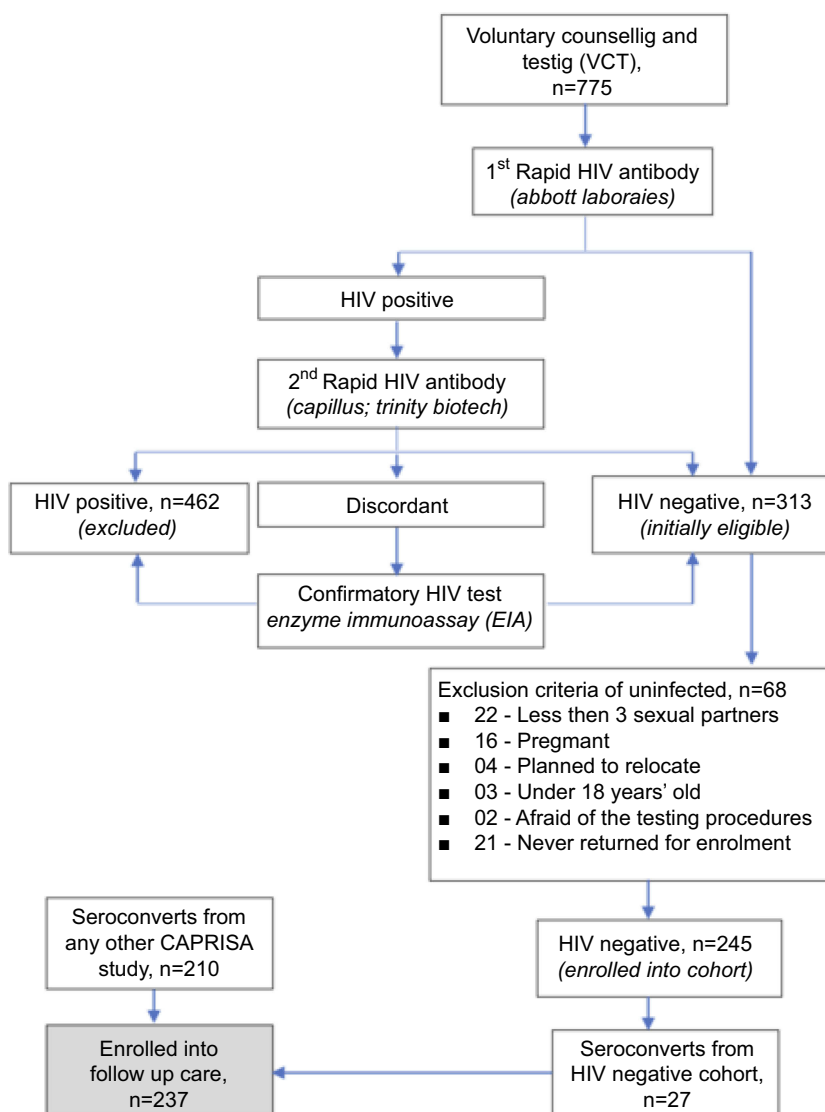 Voluntary counsellig and
testig (VCT),
n=775
1st Rapid HIV antibody
(abbott laboraies)
HIV positive
2nd Rapid HIV antibody
(capillus; trinity biotech)
HIV positive, n=462
(excluded)
Discordant
HIV negative, n=313
(initially eligible)
Confirmatory HIV test
enzyme immunoassay (EIA)
Exclusion criteria of uninfected, n=68
■ 22 - Less then 3 sexual partners
■ 16 - Pregmant
■ 04 - Planned to relocate
■ 03 - Under 18 years' old
■ 02 - Afraid of the testing procedures
■ 21 - Never returned for enrolment
Seroconverts from
any other CAPRISA
study, n=210
HIV negative, n=245
(enrolled into cohort)
Enrolled into
follow up care,
n=237
Seroconverts from
HIV negative cohort,
n=27